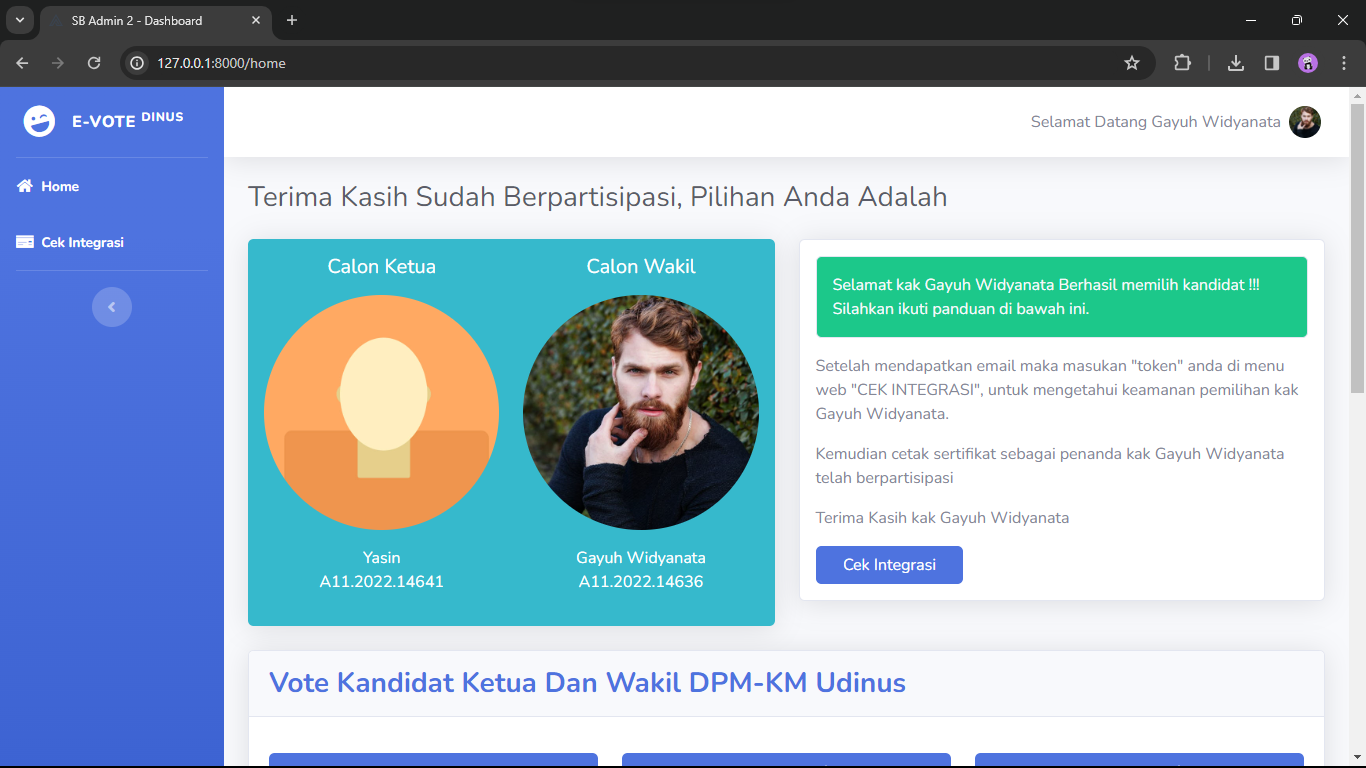 SB Admin 2 - Dashboard
127.0.0.1:8000/home
E-VOTE DINUS
Selamat Datang Gayuh Widyanata
Home
Cek Integrasi
Terima Kasih Sudah Berpartisipasi, Pilihan Anda Adalah
Calon Ketua
Calon Wakil
Yasin
A11.2022.14641
Gayuh Widyanata
A11.2022.14636
Selamat kak Gayuh Widyanata Berhasil memilih kandidat !!!
Silahkan ikuti panduan di bawah ini.
Setelah mendapatkan email maka masukan "token" anda di menu
web "CEK INTEGRASI", untuk mengetahui keamanan pemilihan kak
Gayuh Widyanata.
Kemudian cetak sertifikat sebagai penanda kak Gayuh Widyanata
telah berpartisipasi
Terima Kasih kak Gayuh Widyanata
Cek Integrasi
Vote Kandidat Ketua Dan Wakil DPM-KM Udinus